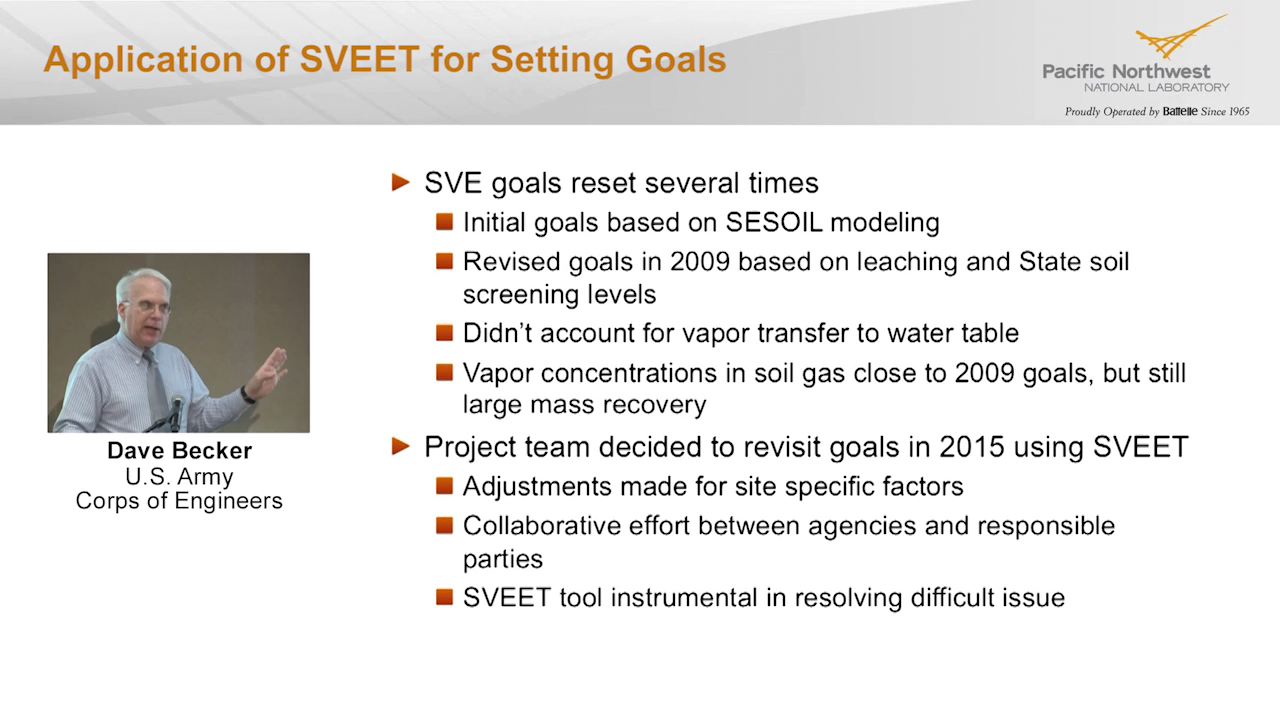 Application of SVEET for Setting Goals
Pacific Northwest
NATIONAL LABORATORY
Proudly Operated by Battelle Since 1965
► SVE goals reset several times
■ Initial goals based on SESOIL modeling
■ Revised goals in 2009 based on leaching and State soil
screening levels
■ Didn’t account for vapor transfer to water table
■ Vapor concentrations in soil gas close to 2009 goals, but still
large mass recovery
► Project team decided to revisit goals in 2015 using SVEET
■ Adjustments made for site specific factors
■ Collaborative effort between agencies and responsible
parties
■ SVEET tool instrumental in resolving difficult issue
Dave Becker
U.S. Army
Corps of Engineers